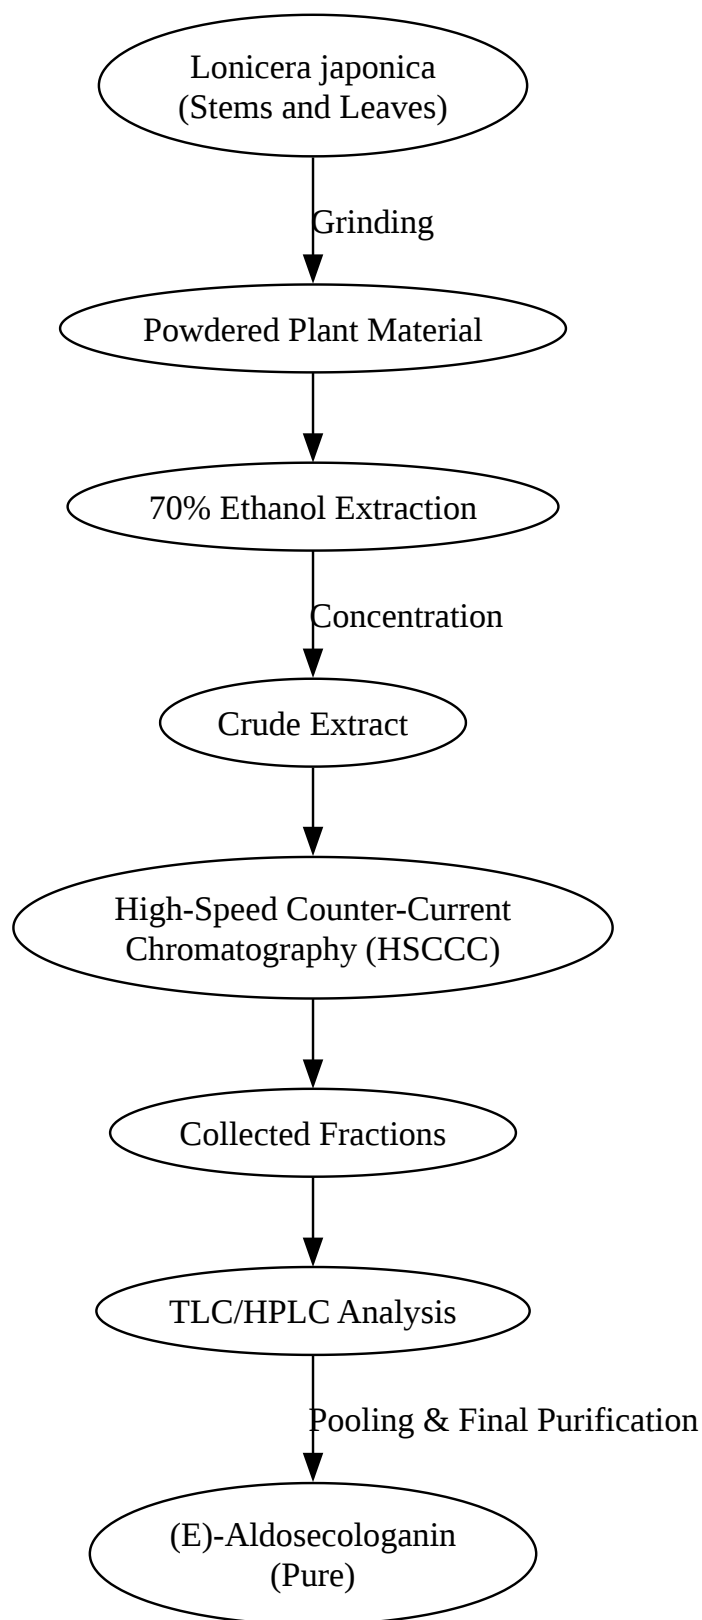 Lonicera japonica
(Stems and Leaves)
Grinding
Powdered Plant Material
70% Ethanol Extraction
Concentration
Crude Extract
High-Speed Counter-Current
Chromatography (HSCCC)
Collected Fractions
TLC/HPLC Analysis
Pooling & Final Purification
(E)-Aldosecologanin
(Pure)